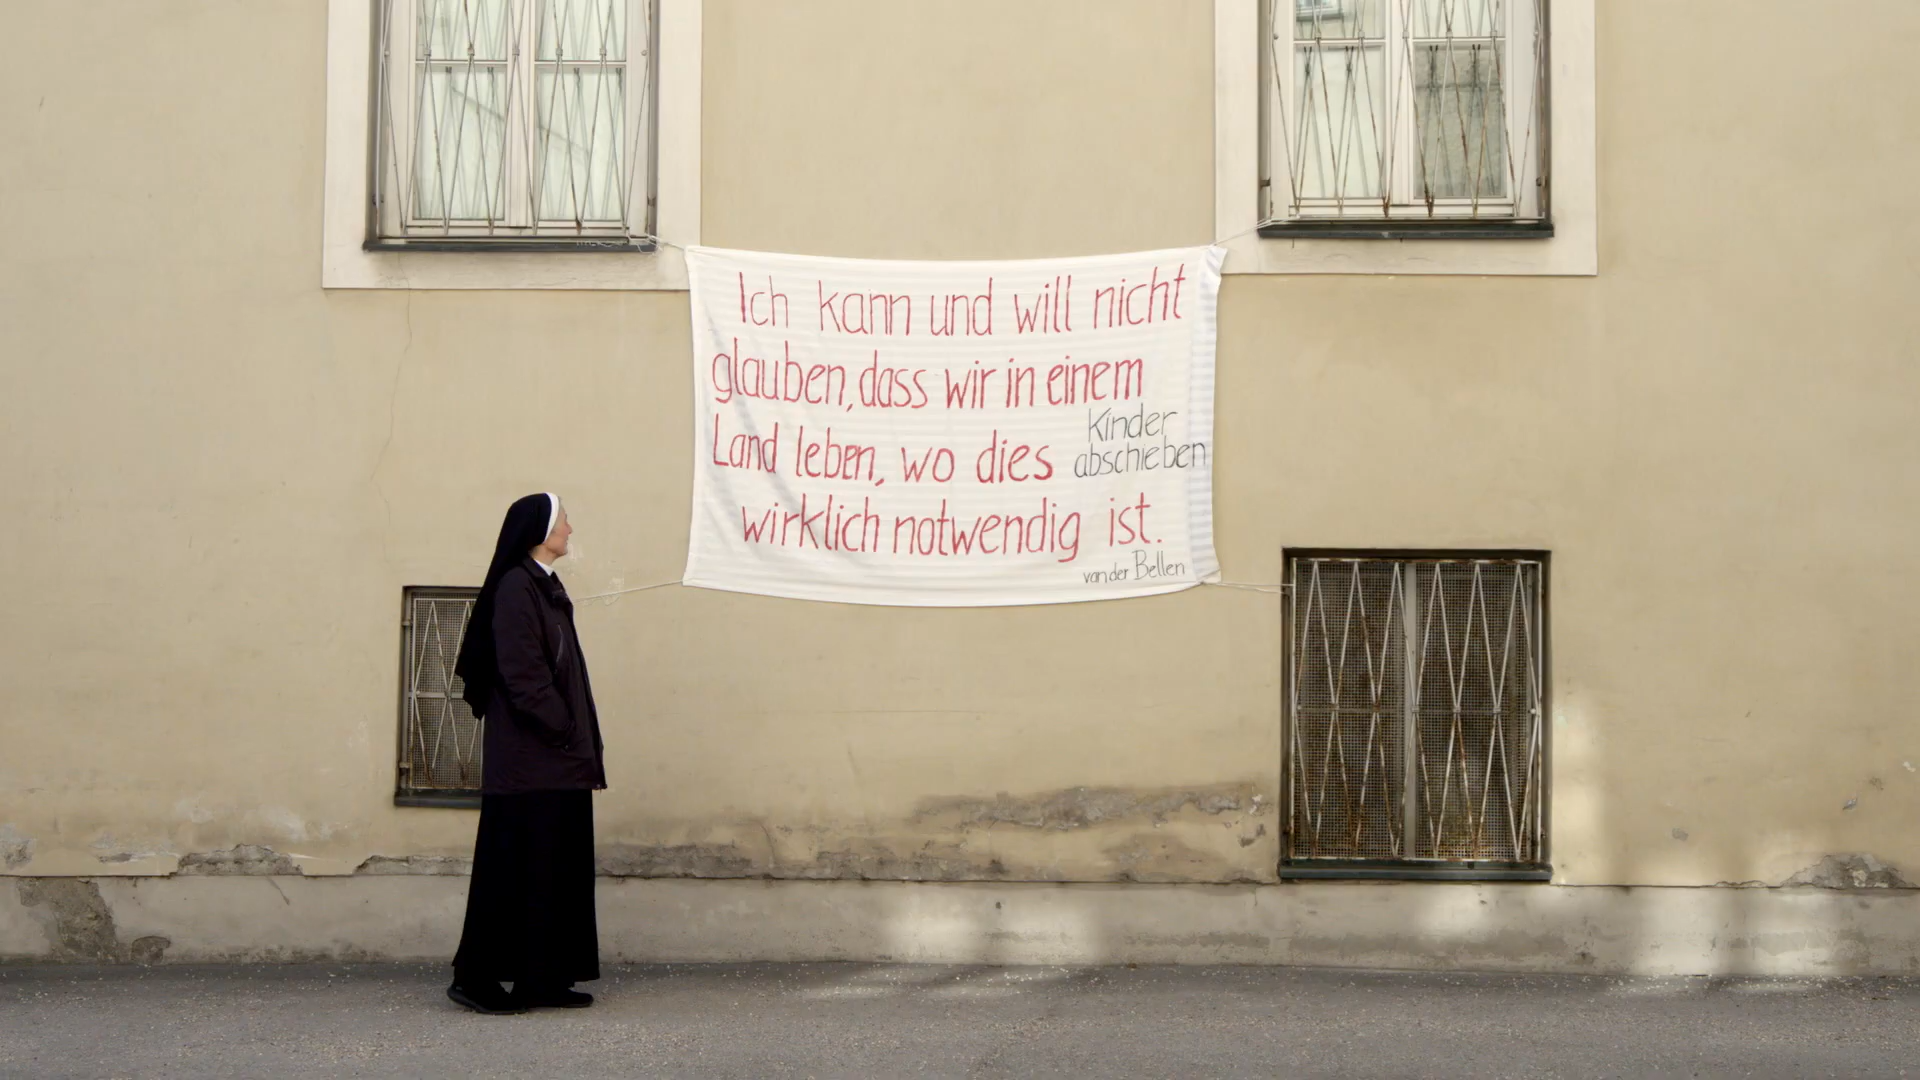 Ich kann und will nicht
glauben, dass wir in einem
Land leben, wo dies Kinder abschieben
wirklich notwendig ist.
van der Bellen